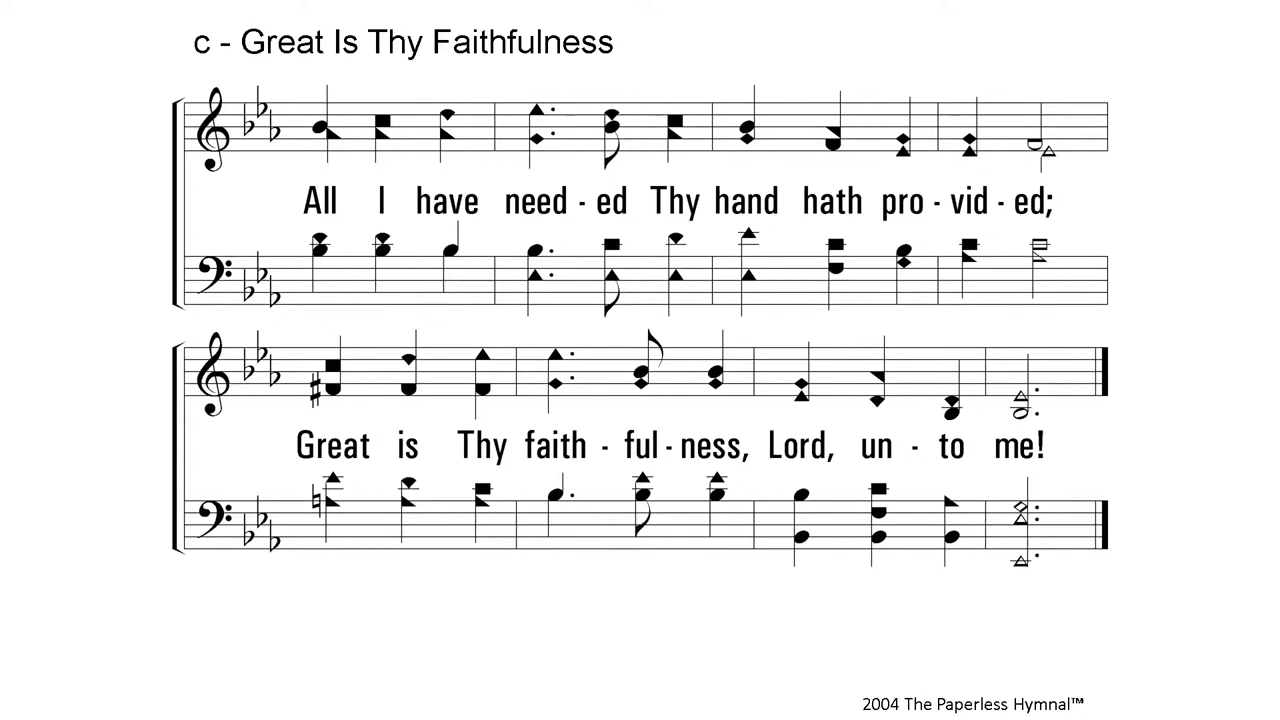 c - Great Is Thy Faithfulness
All I have need - ed Thy hand hath pro - vid - ed;
Great is Thy faith - ful - ness, Lord, un - to me!
2004 The Paperless Hymnal™